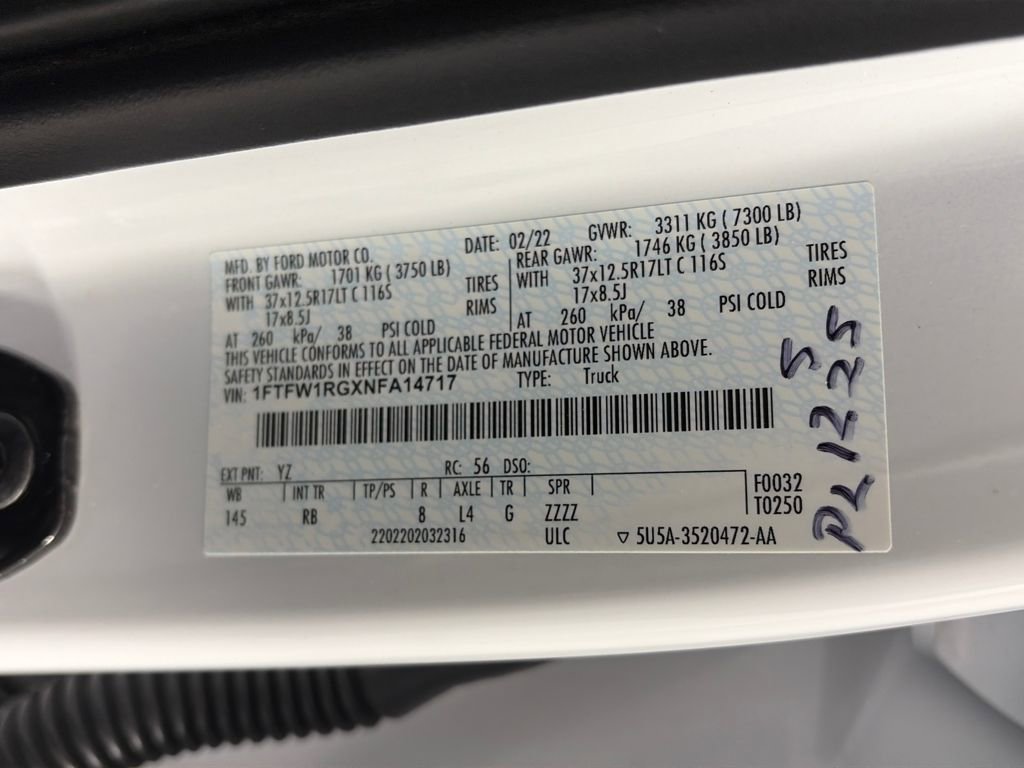 MFD. BY FORD MOTOR CO.
DATE: 02/22 GVWR: 3311 KG ( 7300 LB)
FRONT GAWR: 1701 KG ( 3750 LB)
WITH 37x12.5R17LT C 116S TIRES
17x8.5J RIMS
AT 260 kPa/ 38 PSI COLD
REAR GAWR: 1746 KG ( 3850 LB)
WITH 37x12.5R17LT C 116S TIRES
17x8.5J RIMS
AT 260 kPa/ 38 PSI COLD
THIS VEHICLE CONFORMS TO ALL APPLICABLE FEDERAL MOTOR VEHICLE
SAFETY STANDARDS IN EFFECT ON THE DATE OF MANUFACTURE SHOWN ABOVE.
VIN: 1FTFW1RGXNFA14717 TYPE: Truck
EXT PNT: YZ RC: 56 DSO:
WB INT TR TP/PS R AXLE TR SPR
145 RB 8 L4 G ZZZZ
F0032
T0250
2202202032316 ULC ▽ 5U5A-3520472-AA
5
PL 1225